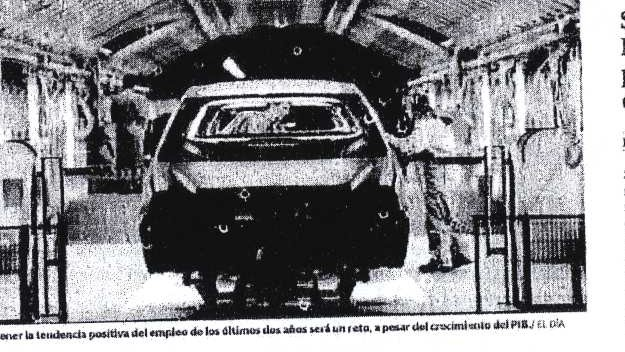 ener la tendencia positiva del empleo de los últimos dos años será un reto, a pesar del crecimiento del PIB./ EL DÍA